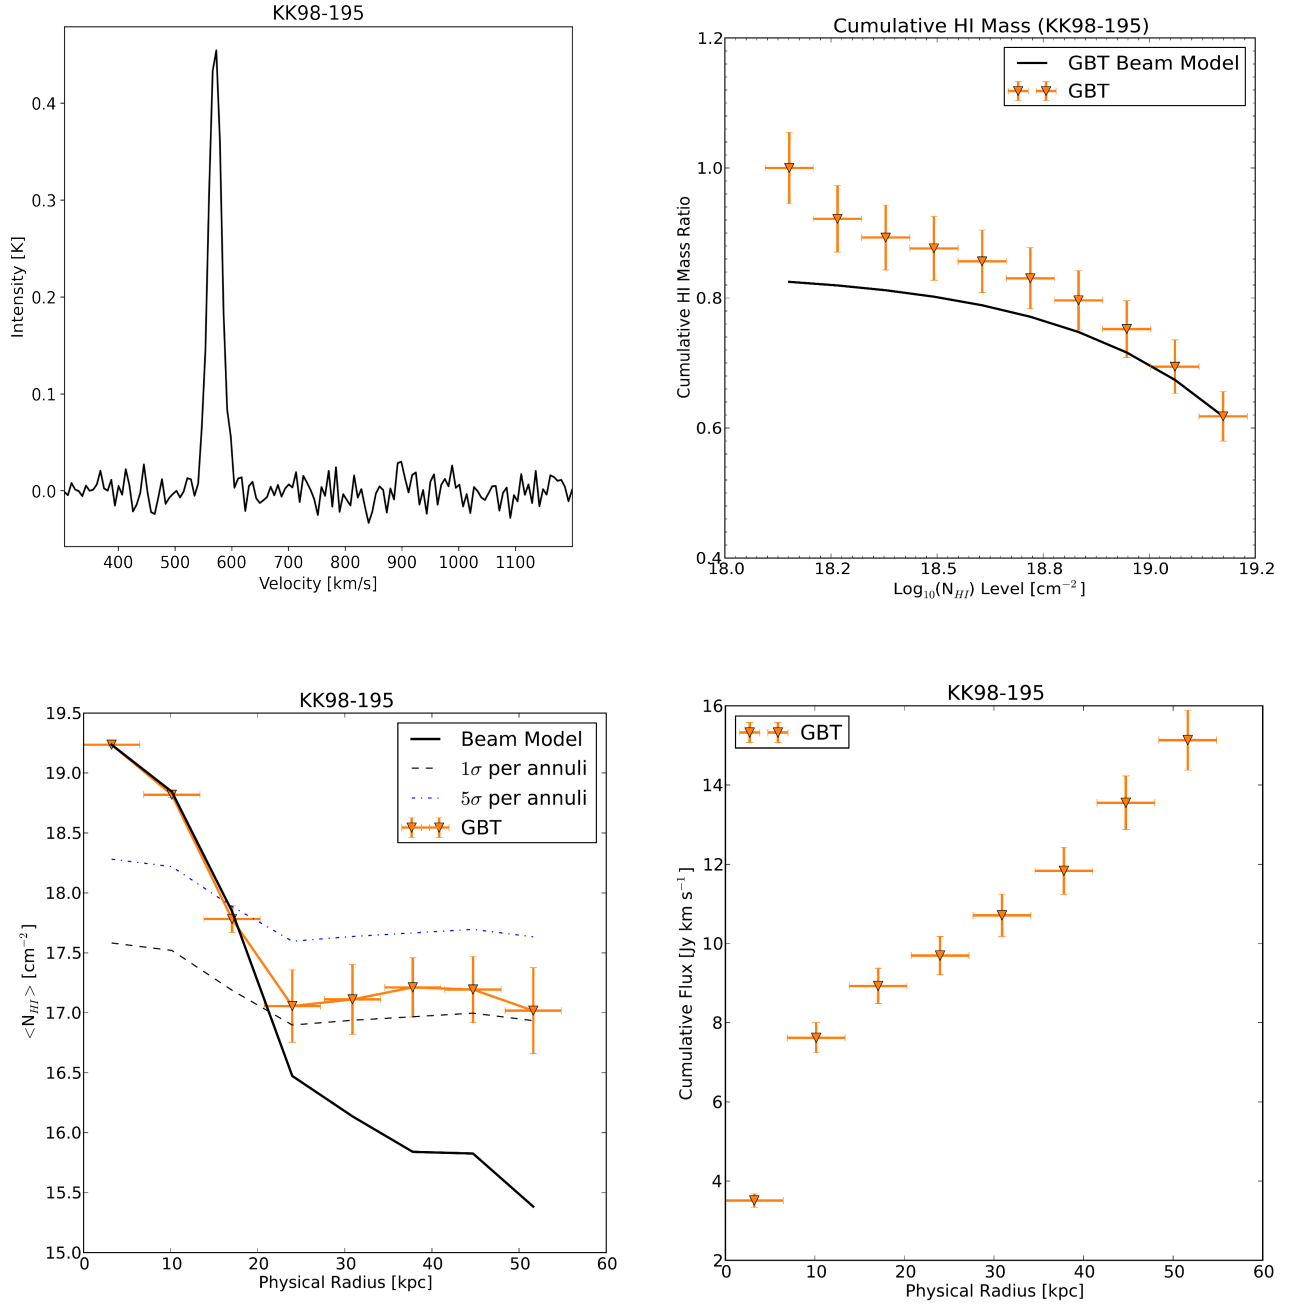 KK98-195
0.4
0.3
0.2
0.1
0.0
Intensity [K]
400 500 600 700 800 900 1000 1100
Velocity [km/s]
Cumulative HI Mass (KK98-195)
GBT Beam Model
GBT
1.2
1.0
0.8
0.6
0.4
Cumulative HI Mass Ratio
18.0 18.2 18.5 18.8 19.0 19.2
Log₁₀(N_HI) Level [cm⁻²]
KK98-195
Beam Model
1σ per annuli
5σ per annuli
GBT
19.5
19.0
18.5
18.0
17.5
17.0
16.5
16.0
15.5
15.0
<N_HI> [cm⁻²]
0 10 20 30 40 50 60
Physical Radius [kpc]
KK98-195
GBT
16
14
12
10
8
6
4
2
Cumulative Flux [Jy km s⁻¹]
0 10 20 30 40 50 60
Physical Radius [kpc]